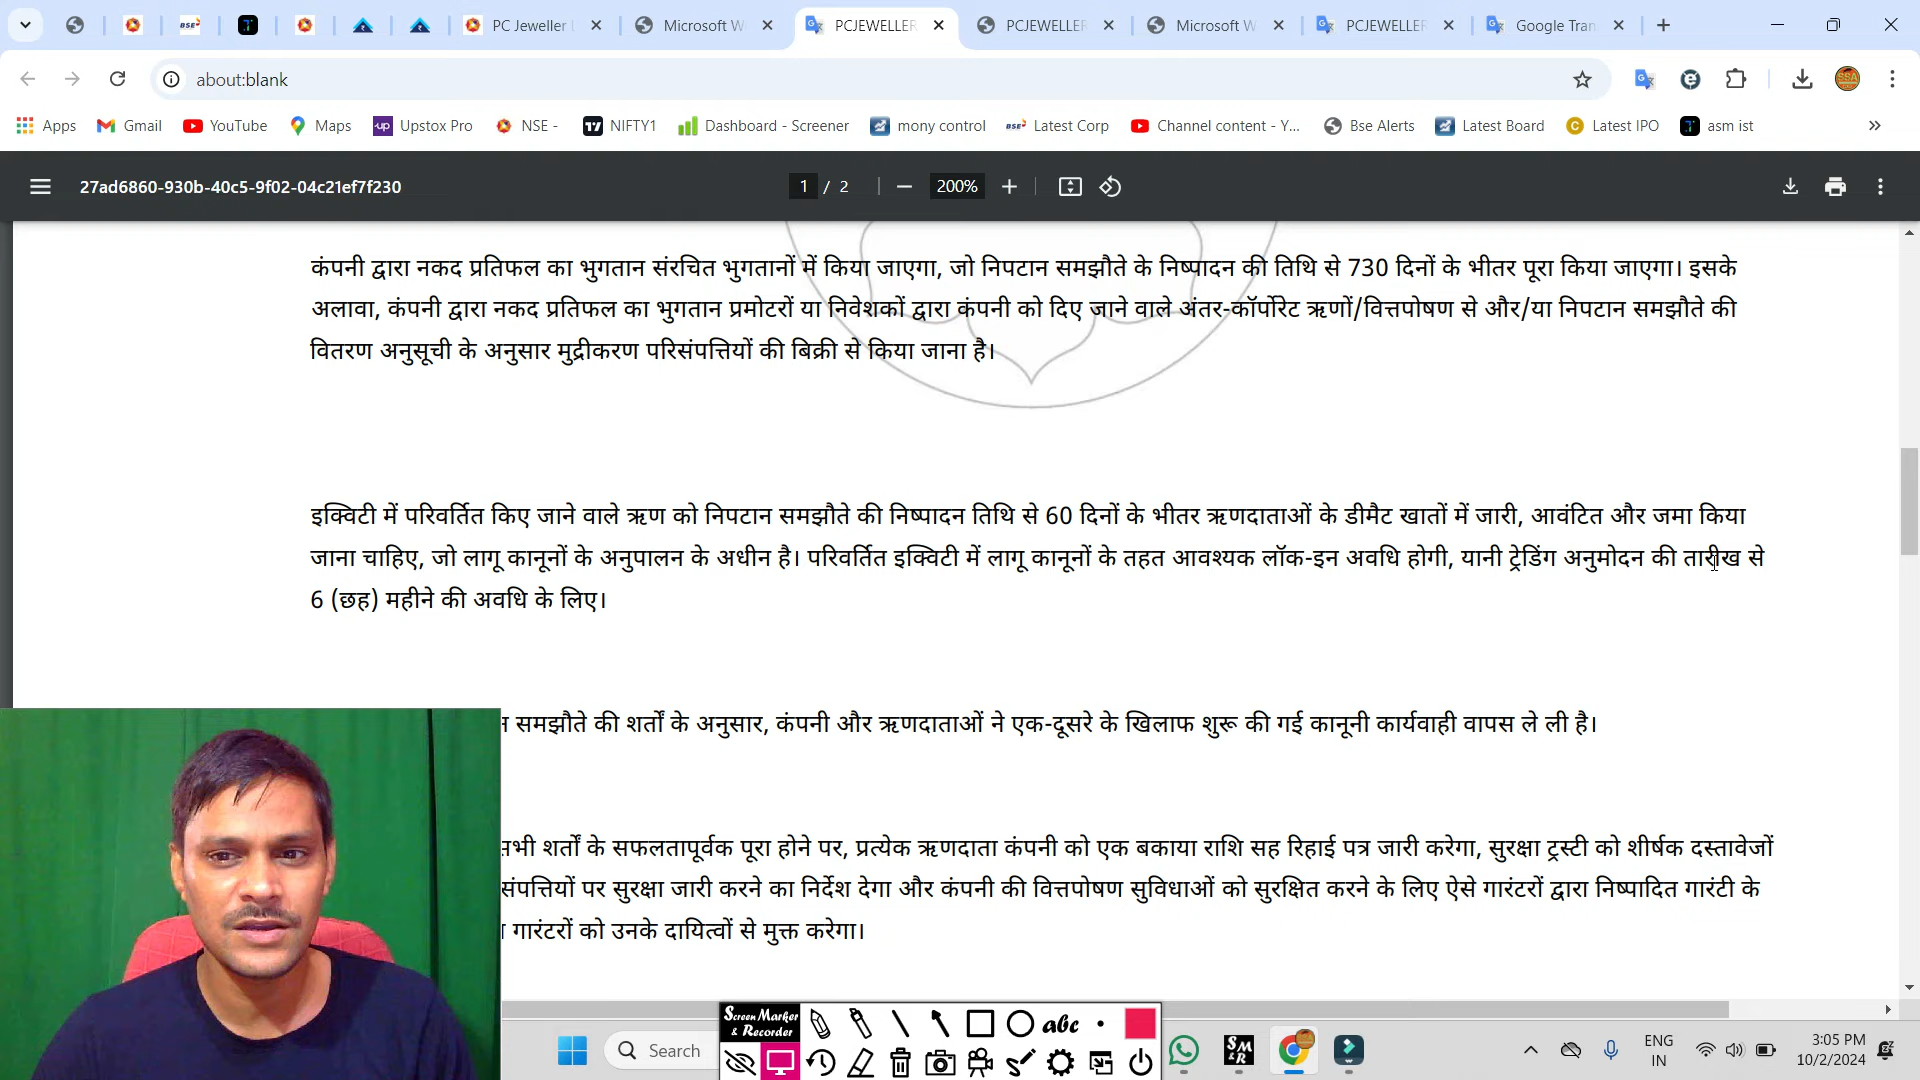 PC Jeweller
Microsoft W
PCJEWELLER
PCJEWELLER
Microsoft W
PCJEWELLER
Google Tran
about:blank
Apps
Gmail
YouTube
Maps
Upstox Pro
NSE -
NIFTY1
Dashboard - Screener
mony control
Latest Corp
Channel content - Y...
Bse Alerts
Latest Board
Latest IPO
asm ist
27ad6860-930b-40c5-9f02-04c21ef7f230
1 / 2
200%
कंपनी द्वारा नकद प्रतिफल का भुगतान संरचित भुगतानों में किया जाएगा, जो निपटान समझौते के निष्पादन की तिथि से 730 दिनों के भीतर पूरा किया जाएगा। इसके
अलावा, कंपनी द्वारा नकद प्रतिफल का भुगतान प्रमोटरों या निवेशकों द्वारा कंपनी को दिए जाने वाले अंतर-कॉर्पोरेट ऋणों/वित्तपोषण से और/या निपटान समझौते की
वितरण अनुसूची के अनुसार मुद्रीकरण परिसंपत्तियों की बिक्री से किया जाना है।
इक्विटी में परिवर्तित किए जाने वाले ऋण को निपटान समझौते की निष्पादन तिथि से 60 दिनों के भीतर ऋणदाताओं के डीमैट खातों में जारी, आवंटित और जमा किया
जाना चाहिए, जो लागू कानूनों के अनुपालन के अधीन है। परिवर्तित इक्विटी में लागू कानूनों के तहत आवश्यक लॉक-इन अवधि होगी, यानी ट्रेडिंग अनुमोदन की तारीख से
6 (छह) महीने की अवधि के लिए।
समझौते की शर्तों के अनुसार, कंपनी और ऋणदाताओं ने एक-दूसरे के खिलाफ शुरू की गई कानूनी कार्यवाही वापस ले ली है।
सभी शर्तों के सफलतापूर्वक पूरा होने पर, प्रत्येक ऋणदाता कंपनी को एक बकाया राशि सह रिहाई पत्र जारी करेगा, सुरक्षा ट्रस्टी को शीर्षक दस्तावेजों
संपत्तियों पर सुरक्षा जारी करने का निर्देश देगा और कंपनी की वित्तपोषण सुविधाओं को सुरक्षित करने के लिए ऐसे गारंटरों द्वारा निष्पादित गारंटी के
गारंटरों को उनके दायित्वों से मुक्त करेगा।
Screen Marker
& Recorder
abc
Search
ENG
IN
3:05 PM
10/2/2024